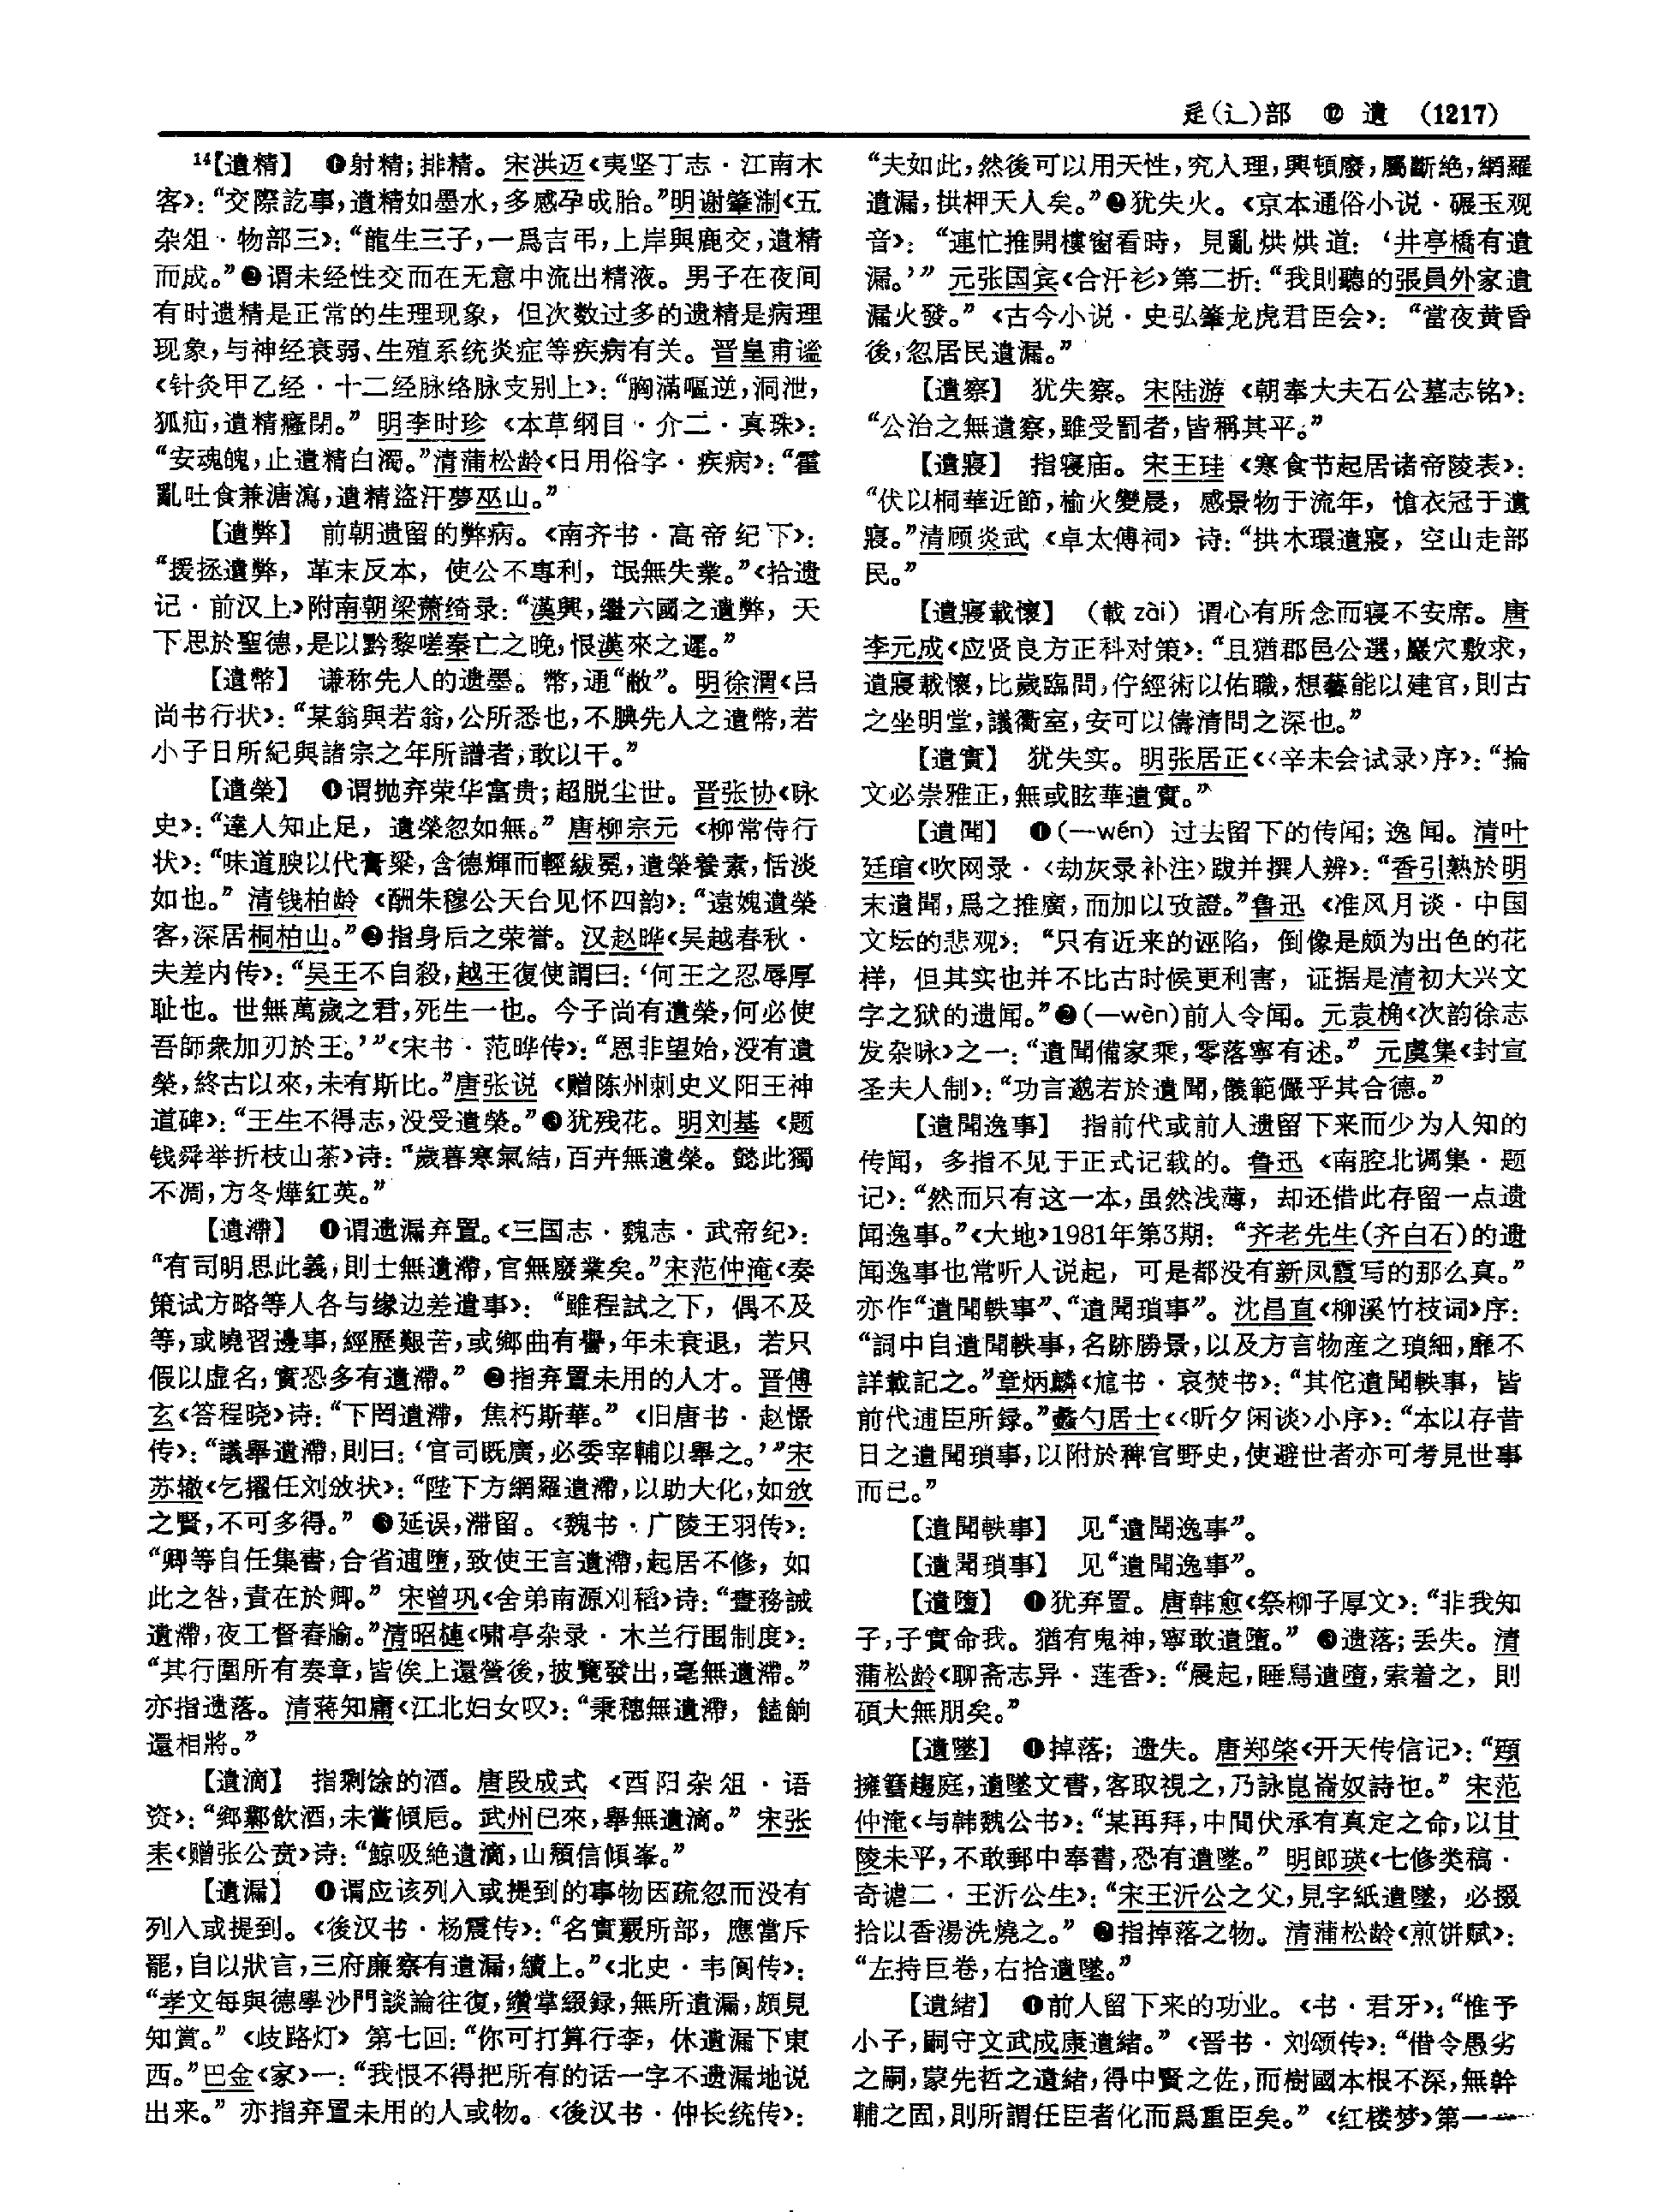 辵(辶)部　⑫　遺　(1217)
¹⁴【遺精】　❶射精；排精。宋洪迈《夷坚丁志·江南木
客》：“交際訖事，遺精如墨水，多感孕成胎。”明谢肇淛《五
杂俎·物部三》：“龍生三子，一爲吉弔，上岸與鹿交，遺精
而成。”❷谓未经性交而在无意中流出精液。男子在夜间
有时遗精是正常的生理现象，但次数过多的遗精是病理
现象，与神经衰弱、生殖系统炎症等疾病有关。晋皇甫谧
《针灸甲乙经·十二经脉络脉支别上》：“胸滿嘔逆，洞泄，
狐疝，遺精癃閉。”明李时珍《本草纲目·介二·真珠》：
“安魂魄，止遺精白濁。”清蒲松龄《日用俗字·疾病》：“霍
亂吐食兼溏瀉，遺精盜汗夢巫山。”
【遺弊】　前朝遗留的弊病。《南齐书·高帝纪下》：
“援拯遺弊，革末反本，使公不專利，氓無失業。”《拾遗
记·前汉上》附南朝梁萧绮录：“漢興，繼六國之遺弊，天
下思於聖德，是以黔黎嗟秦亡之晚，恨漢來之遲。”
【遺幣】　谦称先人的遗墨。幣，通“敝”。明徐渭《吕
尚书行状》：“某翁與若翁，公所悉也，不腆先人之遺幣，若
小子日所紀與諸宗之年所譜者，敢以干。”
【遺榮】　❶谓抛弃荣华富贵；超脱尘世。晋张协《咏
史》：“達人知止足，遺榮忽如無。”唐柳宗元《柳常侍行
状》：“味道腴以代膏粱，含德輝而輕紱冕，遺榮養素，恬淡
如也。”清钱柏龄《酬朱穆公天台见怀四韵》：“遠媿遺榮
客，深居桐柏山。”❷指身后之荣誉。汉赵晔《吴越春秋·
夫差内传》：“吴王不自殺，越王復使謂曰：‘何王之忍辱厚
耻也。世無萬歲之君，死生一也。今子尚有遺榮，何必使
吾師衆加刃於王。’”《宋书·范晔传》：“恩非望始，没有遺
榮，終古以來，未有斯比。”唐张说《赠陈州刺史义阳王神
道碑》：“王生不得志，没受遺榮。”❸犹残花。明刘基《题
钱舜举折枝山茶》诗：“歲暮寒氣結，百卉無遺榮。懿此獨
不凋，方冬燁紅英。”
【遺滯】　❶谓遗漏弃置。《三国志·魏志·武帝纪》：
“有司明思此義，則士無遺滯，官無廢業矣。”宋范仲淹《奏
策试方略等人各与缘边差遣事》：“雖程試之下，偶不及
等，或曉習邊事，經歷艱苦，或鄉曲有譽，年未衰退，若只
假以虚名，實恐多有遺滯。”❷指弃置未用的人才。晋傅
玄《答程晓》诗：“下罔遺滯，焦朽斯華。”《旧唐书·赵憬
传》：“議舉遺滯，則曰：‘官司既廣，必委宰輔以舉之。’”宋
苏辙《乞擢任刘攽状》：“陛下方網羅遺滯，以助大化，如攽
之賢，不可多得。”❸延误，滞留。《魏书·广陵王羽传》：
“卿等自任集書，合省逋墮，致使王言遺滯，起居不修，如
此之咎，責在於卿。”宋曾巩《舍弟南源刈稻》诗：“晝務誠
遺滯，夜工督舂牏。”清昭梿《啸亭杂录·木兰行围制度》：
“其行圍所有奏章，皆俟上還營後，披覽發出，毫無遺滯。”
亦指遗落。清蒋知廉《江北妇女叹》：“秉穗無遺滯，饁餉
還相將。”
【遺滴】　指剩馀的酒。唐段成式《酉阳杂俎·语
资》：“鄉鄰飲酒，未嘗傾卮。武州已來，舉無遺滴。”宋张
耒《赠张公贲》诗：“鯨吸絶遺滴，山頽信傾峯。”
【遺漏】　❶谓应该列入或提到的事物因疏忽而没有
列入或提到。《後汉书·杨震传》：“名實覈所部，應當斥
罷，自以狀言，三府廉察有遺漏，續上。”《北史·韦阆传》：
“孝文每與德學沙門談論往復，纘掌綴録，無所遺漏，頗見
知賞。”《歧路灯》第七回：“你可打算行李，休遺漏下東
西。”巴金《家》一：“我恨不得把所有的话一字不遗漏地说
出来。”亦指弃置未用的人或物。《後汉书·仲长统传》：
“夫如此，然後可以用天性，究人理，興頓廢，屬斷絶，網羅
遺漏，拱柙天人矣。”❷犹失火。《京本通俗小说·碾玉观
音》：“連忙推開樓窗看時，見亂烘烘道：‘井亭橋有遺
漏。’”元张国宾《合汗衫》第二折：“我則聽的張員外家遺
漏火發。”《古今小说·史弘肇龙虎君臣会》：“當夜黄昏
後，忽居民遺漏。”
【遺察】　犹失察。宋陆游《朝奉大夫石公墓志铭》：
“公治之無遺察，雖受罰者，皆稱其平。”
【遺寢】　指寝庙。宋王珪《寒食节起居诸帝陵表》：
“伏以桐華近節，榆火變晨，感景物于流年，愴衣冠于遺
寢。”清顾炎武《卓太傅祠》诗：“拱木環遺寢，空山走部
民。”
【遺寢載懷】　（載 zài）谓心有所念而寝不安席。唐
李元成《应贤良方正科对策》：“且猶郡邑公選，巖穴敷求，
遺寢載懷，比歲臨問，佇經術以佑職，想藝能以建官，則古
之坐明堂，議衢室，安可以儔清問之深也。”
【遺實】　犹失实。明张居正《〈辛未会试录〉序》：“掄
文必崇雅正，無或眩華遺實。”
【遺聞】　❶(一wén) 过去留下的传闻；逸闻。清叶
廷琯《吹网录·〈劫灰录补注〉跋并撰人辨》：“香引熟於明
末遺聞，爲之推廣，而加以攷證。”鲁迅《准风月谈·中国
文坛的悲观》：“只有近来的诬陷，倒像是颇为出色的花
样，但其实也并不比古时候更利害，证据是清初大兴文
字之狱的遗闻。”❷(一wèn)前人令闻。元袁桷《次韵徐志
发杂咏》之一：“遺聞備家乘，零落寧有述。”元虞集《封宣
圣夫人制》：“功言邈若於遺聞，儀範儼乎其合德。”
【遺聞逸事】　指前代或前人遗留下来而少为人知的
传闻，多指不见于正式记载的。鲁迅《南腔北调集·题
记》：“然而只有这一本，虽然浅薄，却还借此存留一点遗
闻逸事。”《大地》1981年第3期：“齐老先生(齐白石)的遗
闻逸事也常听人说起，可是都没有新凤霞写的那么真。”
亦作“遺聞軼事”、“遺聞瑣事”。沈昌直《柳溪竹枝词》序：
“詞中自遺聞軼事，名跡勝景，以及方言物産之瑣細，靡不
詳載記之。”章炳麟《訄书·哀焚书》：“其佗遺聞軼事，皆
前代逋臣所録。”蠡勺居士《〈昕夕闲谈〉小序》：“本以存昔
日之遺聞瑣事，以附於稗官野史，使避世者亦可考見世事
而已。”
【遺聞軼事】　见“遺聞逸事”。
【遺聞瑣事】　见“遺聞逸事”。
【遺墮】　❶犹弃置。唐韩愈《祭柳子厚文》：“非我知
子，子實命我。猶有鬼神，寧敢遺墮。”❸遗落；丢失。清
蒲松龄《聊斋志异·莲香》：“晨起，睡舄遺墮，索着之，則
碩大無朋矣。”
【遺墜】　❶掉落；遗失。唐郑棨《开天传信记》：“頲
擁篲趨庭，遺墜文書，客取視之，乃詠崑崙奴詩也。”宋范
仲淹《与韩魏公书》：“某再拜，中間伏承有真定之命，以甘
陵未平，不敢郵中奉書，恐有遺墜。”明郎瑛《七修类稿·
奇谑二·王沂公生》：“宋王沂公之父，見字紙遺墜，必掇
拾以香湯洗燒之。”❷指掉落之物。清蒲松龄《煎饼赋》：
“左持巨卷，右拾遺墜。”
【遺緒】　❶前人留下来的功业。《书·君牙》：“惟予
小子，嗣守文武成康遺緒。”《晋书·刘颂传》：“借令愚劣
之嗣，蒙先哲之遺緒，得中賢之佐，而樹國本根不深，無幹
輔之固，則所謂任臣者化而爲重臣矣。”《红楼梦》第一一